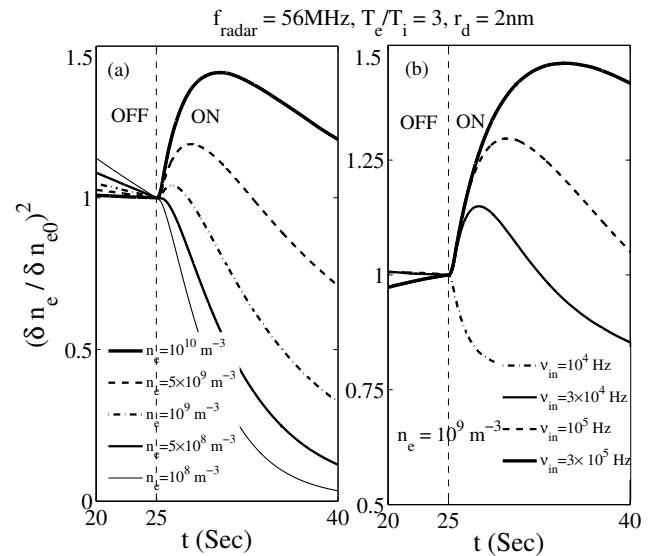 f_radar = 56MHz, T_e/T_i = 3, r_d = 2nm
(δ n_e / δ n_e0)^2
(a)
OFF
ON
1.5
1
0.5
0
n_e=10^10 m^−3
n_e=5×10^9 m^−3
n_e=10^9 m^−3
n_e=5×10^8 m^−3
n_e=10^8 m^−3
20
25
40
t (Sec)
(b)
OFF
ON
1.5
1.25
1
0.75
0.5
ν_in=10^4 Hz
ν_in=3×10^4 Hz
ν_in=10^5 Hz
ν_in=3×10^5 Hz
n_e = 10^9 m^−3
20
25
40
t (Sec)